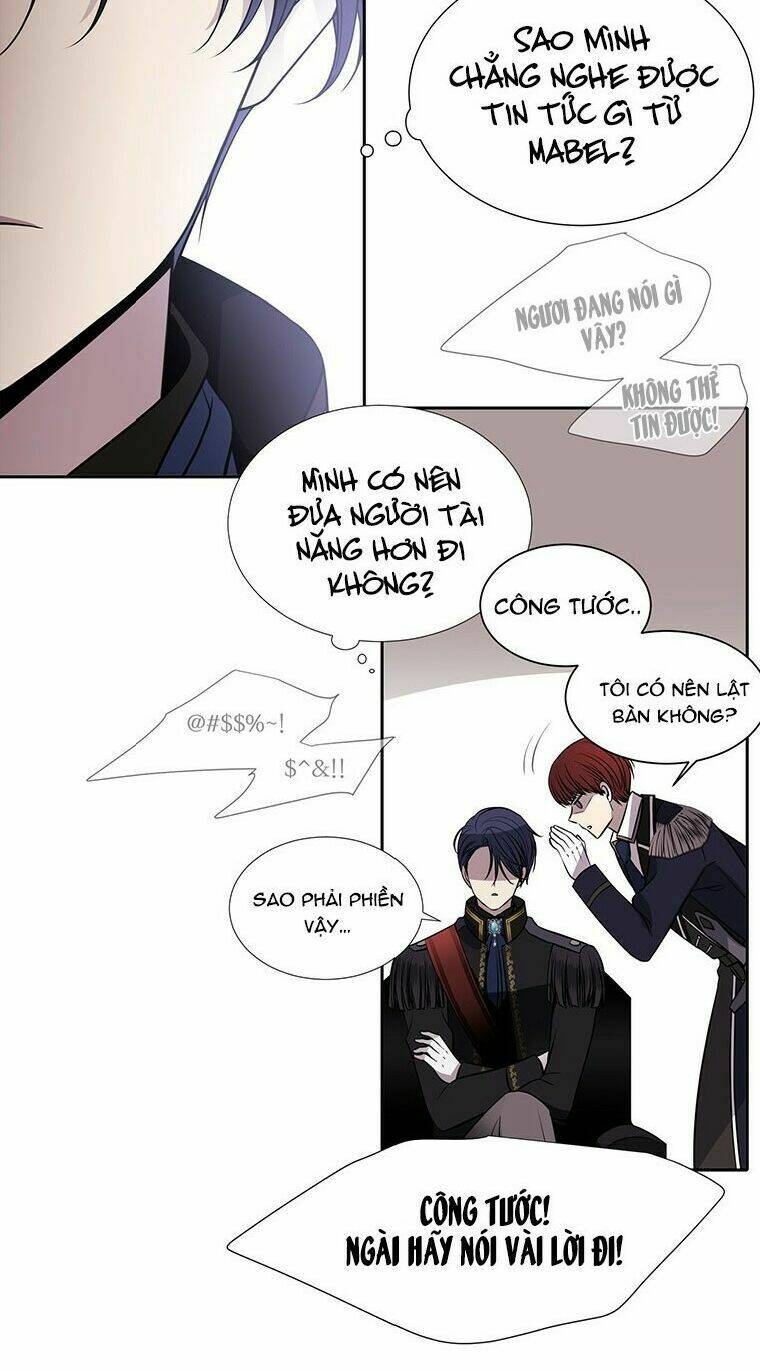 SAO MÌNH
CHẲNG NGHE ĐƯỢC
TIN TỨC GÌ TỪ
MABEL?
NGƯƠI ĐANG NÓI GÌ
VẬY?
KHÔNG THỂ
TIN ĐƯỢC!
MÌNH CÓ NÊN
ĐƯA NGƯỜI TÀI
NĂNG HƠN ĐI
KHÔNG?
CÔNG TƯỚC..
TÔI CÓ NÊN LẬT
BÀN KHÔNG?
@#$$%~!
$^&!!
SAO PHẢI PHIỀN
VẬY...
CÔNG TƯỚC!
NGÀI HÃY NÓI VÀI LỜI ĐI!